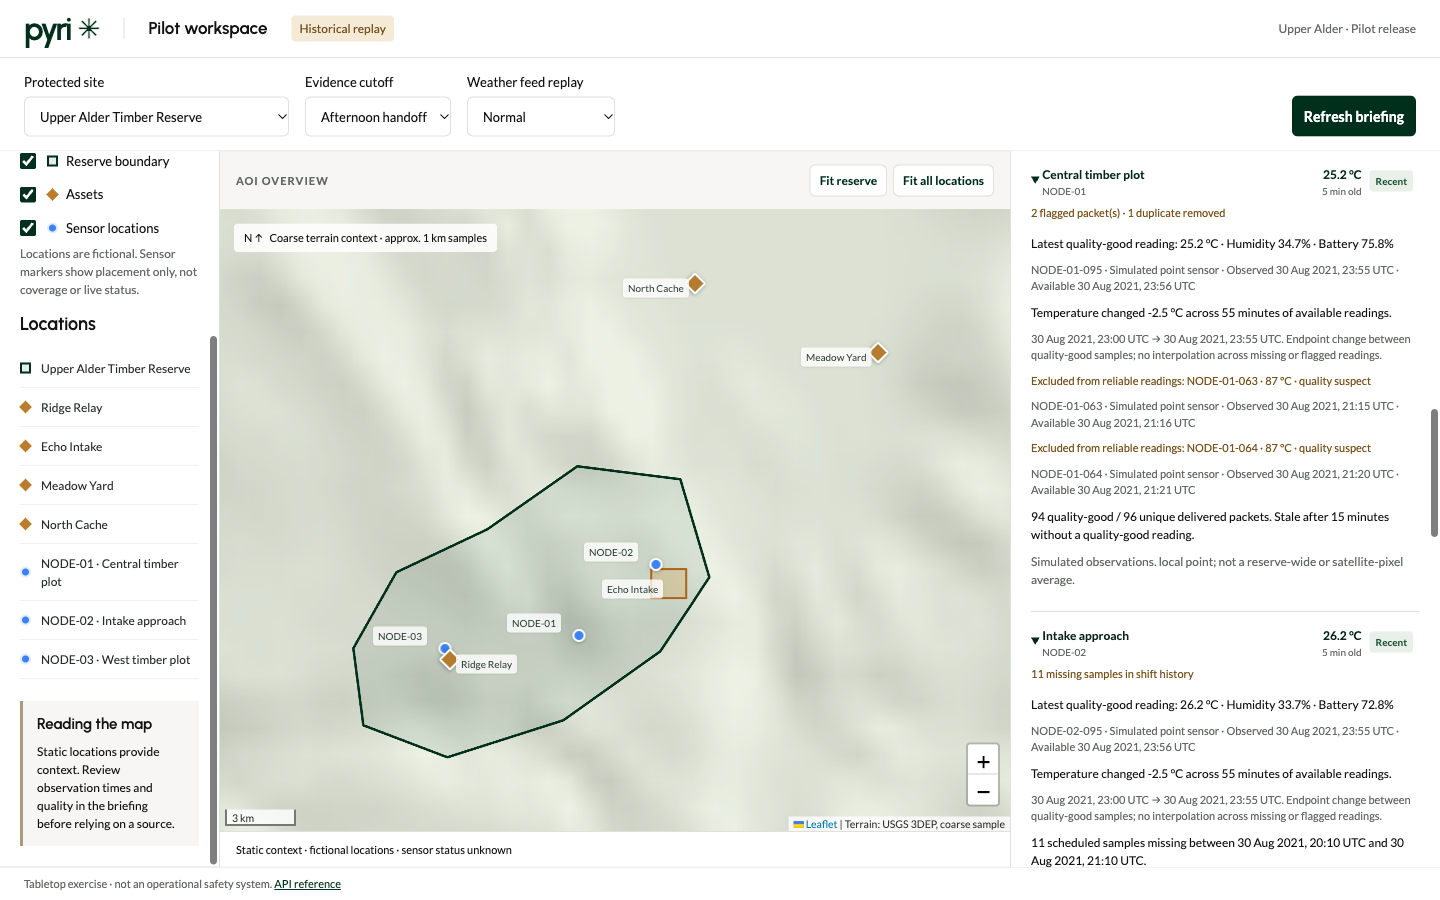 pyri
Pilot workspace
Historical replay
Upper Alder · Pilot release
Protected site
Evidence cutoff
Weather feed replay
Upper Alder Timber Reserve
Afternoon handoff
Normal
Refresh briefing
Reserve boundary
Assets
Sensor locations
Locations are fictional. Sensor
markers show placement only, not
coverage or live status.
Locations
Upper Alder Timber Reserve
Ridge Relay
Echo Intake
Meadow Yard
North Cache
NODE-01 · Central timber
plot
NODE-02 · Intake approach
NODE-03 · West timber plot
Reading the map
Static locations provide
context. Review
observation times and
quality in the briefing
before relying on a source.
AOI OVERVIEW
Fit reserve
Fit all locations
N ↑ Coarse terrain context · approx. 1 km samples
North Cache
Meadow Yard
NODE-02
Echo Intake
NODE-01
NODE-03
Ridge Relay
+
−
3 km
Leaflet | Terrain: USGS 3DEP, coarse sample
Static context · fictional locations · sensor status unknown
Central timber plot
NODE-01
25.2 °C
5 min old
Recent
2 flagged packet(s) · 1 duplicate removed
Latest quality-good reading: 25.2 °C · Humidity 34.7% · Battery 75.8%
NODE-01-095 · Simulated point sensor · Observed 30 Aug 2021, 23:55 UTC ·
Available 30 Aug 2021, 23:56 UTC
Temperature changed -2.5 °C across 55 minutes of available readings.
30 Aug 2021, 23:00 UTC → 30 Aug 2021, 23:55 UTC. Endpoint change between
quality-good samples; no interpolation across missing or flagged readings.
Excluded from reliable readings: NODE-01-063 · 87 °C · quality suspect
NODE-01-063 · Simulated point sensor · Observed 30 Aug 2021, 21:15 UTC ·
Available 30 Aug 2021, 21:16 UTC
Excluded from reliable readings: NODE-01-064 · 87 °C · quality suspect
NODE-01-064 · Simulated point sensor · Observed 30 Aug 2021, 21:20 UTC ·
Available 30 Aug 2021, 21:21 UTC
94 quality-good / 96 unique delivered packets. Stale after 15 minutes
without a quality-good reading.
Simulated observations. local point; not a reserve-wide or satellite-pixel
average.
Intake approach
NODE-02
26.2 °C
5 min old
Recent
11 missing samples in shift history
Latest quality-good reading: 26.2 °C · Humidity 33.7% · Battery 72.8%
NODE-02-095 · Simulated point sensor · Observed 30 Aug 2021, 23:55 UTC ·
Available 30 Aug 2021, 23:56 UTC
Temperature changed -2.5 °C across 55 minutes of available readings.
30 Aug 2021, 23:00 UTC → 30 Aug 2021, 23:55 UTC. Endpoint change between
quality-good samples; no interpolation across missing or flagged readings.
11 scheduled samples missing between 30 Aug 2021, 20:10 UTC and 30
Aug 2021, 21:10 UTC.
Tabletop exercise · not an operational safety system. API reference